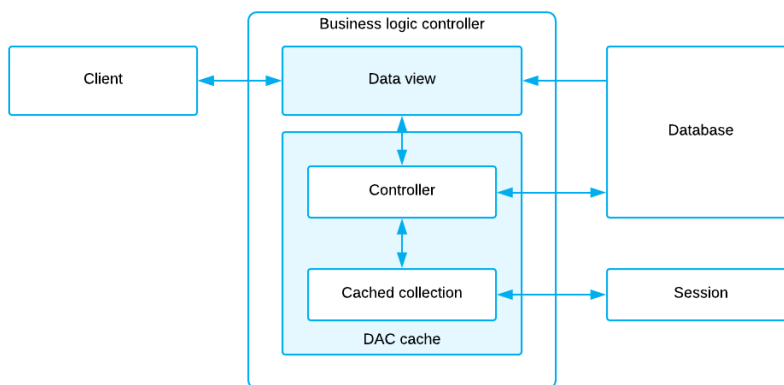 Business logic controller
Client
Data view
Database
Controller
Cached collection
Session
DAC cache